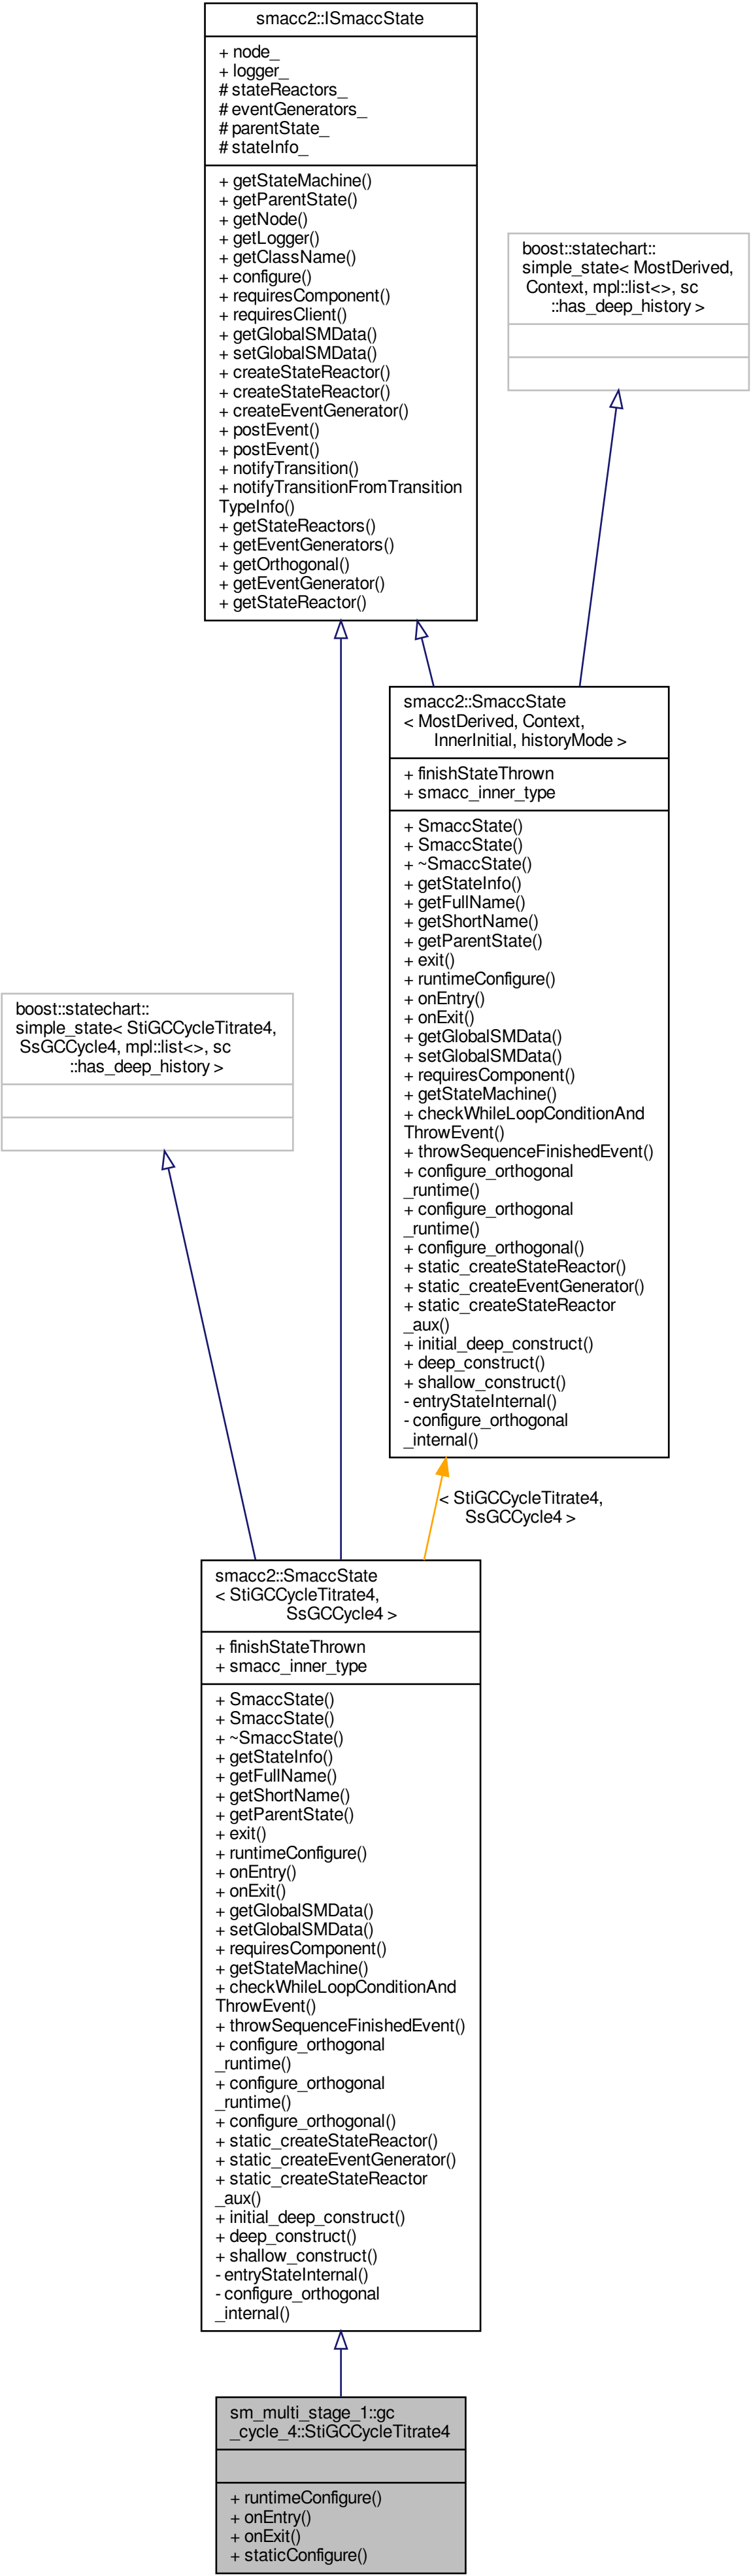 smacc2::ISmaccState
+ node_
+ logger_
# stateReactors_
# eventGenerators_
# parentState_
# stateInfo_
+ getStateMachine()
+ getParentState()
+ getNode()
+ getLogger()
+ getClassName()
+ configure()
+ requiresComponent()
+ requiresClient()
+ getGlobalSMData()
+ setGlobalSMData()
+ createStateReactor()
+ createStateReactor()
+ createEventGenerator()
+ postEvent()
+ postEvent()
+ notifyTransition()
+ notifyTransitionFromTransition
TypeInfo()
+ getStateReactors()
+ getEventGenerators()
+ getOrthogonal()
+ getEventGenerator()
+ getStateReactor()
boost::statechart::
simple_state< MostDerived,
Context, mpl::list<>, sc
::has_deep_history >
smacc2::SmaccState
< MostDerived, Context,
InnerInitial, historyMode >
+ finishStateThrown
+ smacc_inner_type
+ SmaccState()
+ SmaccState()
+ ~SmaccState()
+ getStateInfo()
+ getFullName()
+ getShortName()
+ getParentState()
+ exit()
+ runtimeConfigure()
+ onEntry()
+ onExit()
+ getGlobalSMData()
+ setGlobalSMData()
+ requiresComponent()
+ getStateMachine()
+ checkWhileLoopConditionAnd
ThrowEvent()
+ throwSequenceFinishedEvent()
+ configure_orthogonal
_runtime()
+ configure_orthogonal
_runtime()
+ configure_orthogonal()
+ static_createStateReactor()
+ static_createEventGenerator()
+ static_createStateReactor
_aux()
+ initial_deep_construct()
+ deep_construct()
+ shallow_construct()
- entryStateInternal()
- configure_orthogonal
_internal()
boost::statechart::
simple_state< StiGCCycleTitrate4,
SsGCCycle4, mpl::list<>, sc
::has_deep_history >
< StiGCCycleTitrate4,
SsGCCycle4 >
smacc2::SmaccState
< StiGCCycleTitrate4,
SsGCCycle4 >
+ finishStateThrown
+ smacc_inner_type
+ SmaccState()
+ SmaccState()
+ ~SmaccState()
+ getStateInfo()
+ getFullName()
+ getShortName()
+ getParentState()
+ exit()
+ runtimeConfigure()
+ onEntry()
+ onExit()
+ getGlobalSMData()
+ setGlobalSMData()
+ requiresComponent()
+ getStateMachine()
+ checkWhileLoopConditionAnd
ThrowEvent()
+ throwSequenceFinishedEvent()
+ configure_orthogonal
_runtime()
+ configure_orthogonal
_runtime()
+ configure_orthogonal()
+ static_createStateReactor()
+ static_createEventGenerator()
+ static_createStateReactor
_aux()
+ initial_deep_construct()
+ deep_construct()
+ shallow_construct()
- entryStateInternal()
- configure_orthogonal
_internal()
sm_multi_stage_1::gc
_cycle_4::StiGCCycleTitrate4
+ runtimeConfigure()
+ onEntry()
+ onExit()
+ staticConfigure()